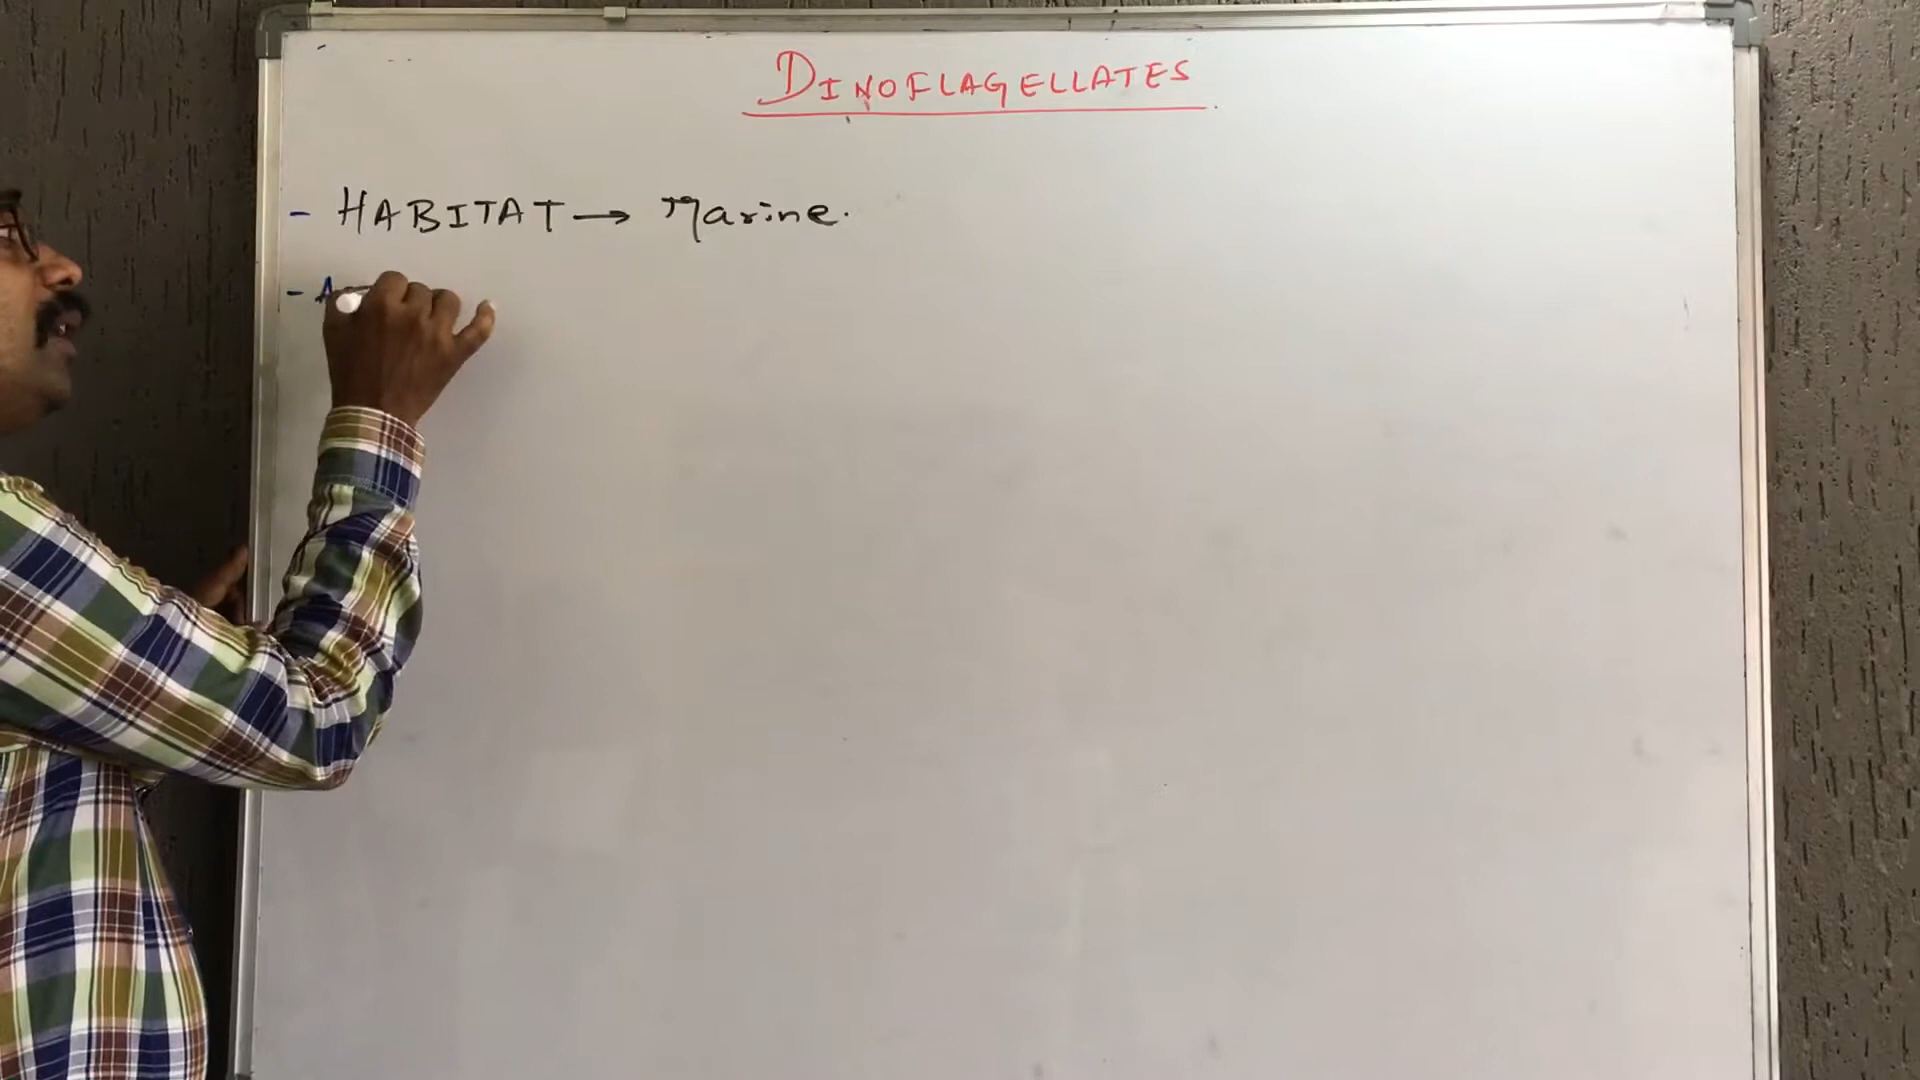 DINOFLAGELLATES
- HABITAT → Marine.
-